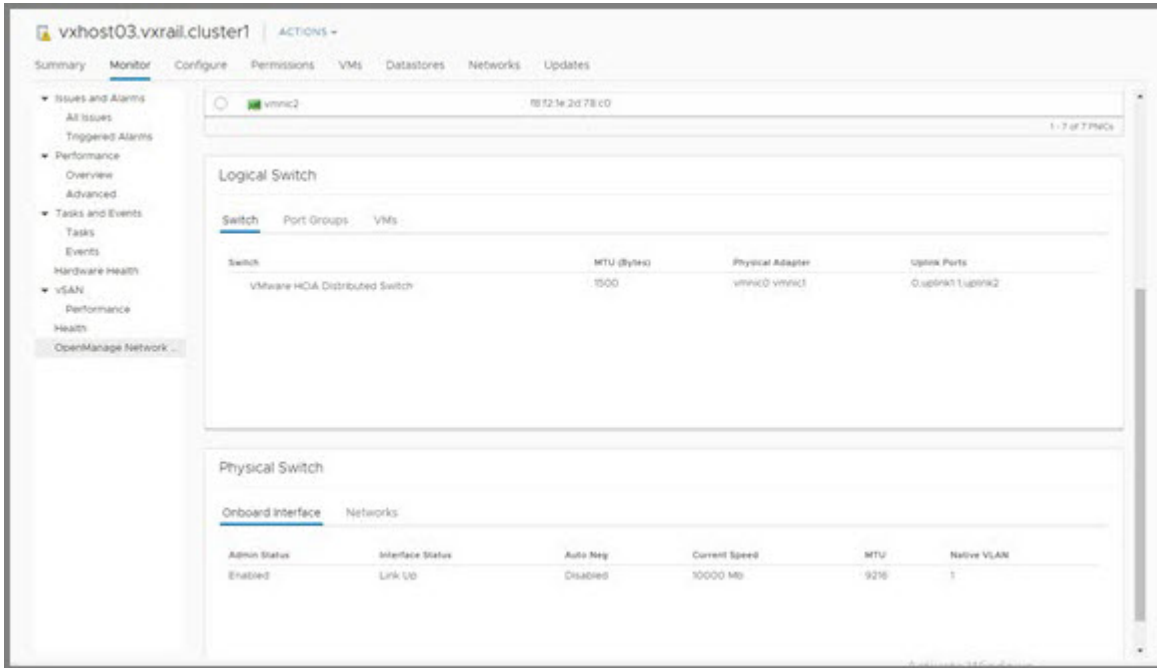 vxhost03.vxrail.cluster1 ACTIONS
Summary Monitor Configure Permissions VMs Datastores Networks Updates
Issues and Alarms
All Issues
Triggered Alarms
Performance
Overview
Advanced
Tasks and Events
Tasks
Events
Hardware Health
vSAN
Performance
Health
OpenManage Network ...
vmnic2
1 - 7 of 7 PNICs
Logical Switch
Switch Port Groups VMs
Switch MTU (Bytes) Physical Adapter Uplink Ports
VMware HCIA Distributed Switch 1500 vmnic0 vmnic1 0;uplink1 1;uplink2
Physical Switch
Onboard Interface Networks
Admin Status Interface Status Auto Neg Current Speed MTU Native VLAN
Enabled Link Up Disabled 10000 Mb 9216 1